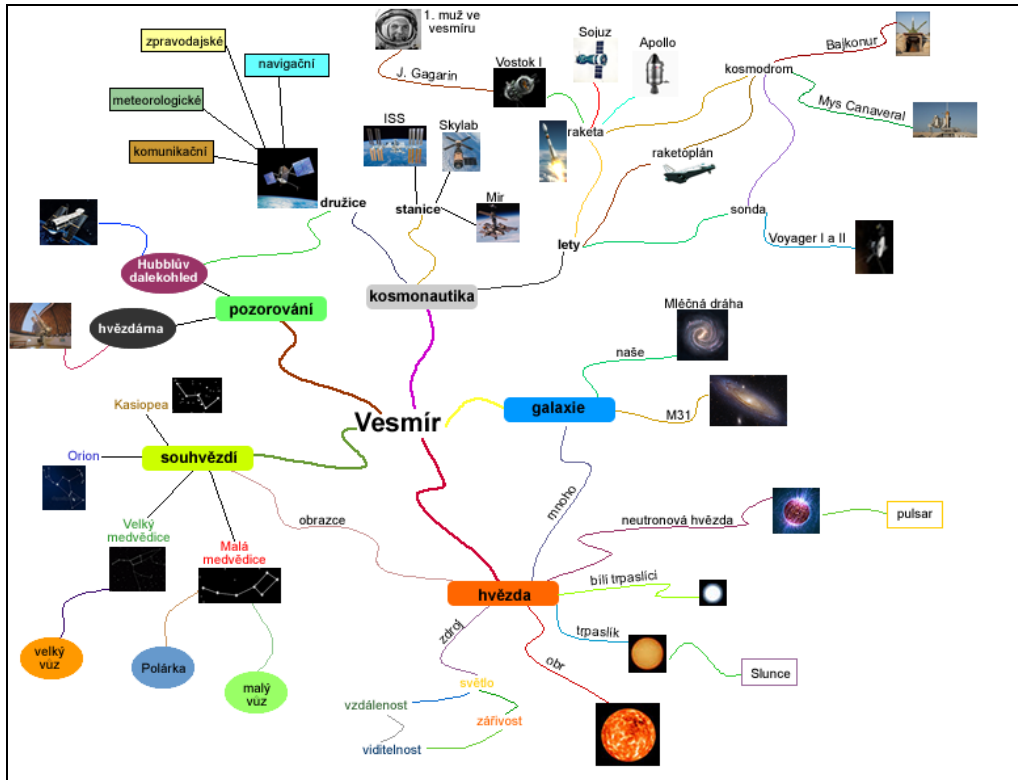 1. muž ve
vesmíru
J. Gagarin
Vostok I
Sojuz
Apollo
raketa
kosmodrom
Bajkonur
Mys Canaveral
raketoplán
sonda
Voyager I a II
lety
zpravodajské
navigační
meteorologické
komunikační
družice
ISS
Skylab
stanice
Mir
kosmonautika
Hubblův
dalekohled
pozorování
hvězdárna
Vesmír
galaxie
Mléčná dráha
naše
M31
mnoho
Kasiopea
souhvězdí
Orion
Velký
medvědice
Malá
medvědice
velký
vůz
Polárka
malý
vůz
obrazce
hvězda
neutronová hvězda
pulsar
bílí trpaslíci
trpaslík
Slunce
obr
zdroj
světlo
vzdálenost
zářivost
viditelnost